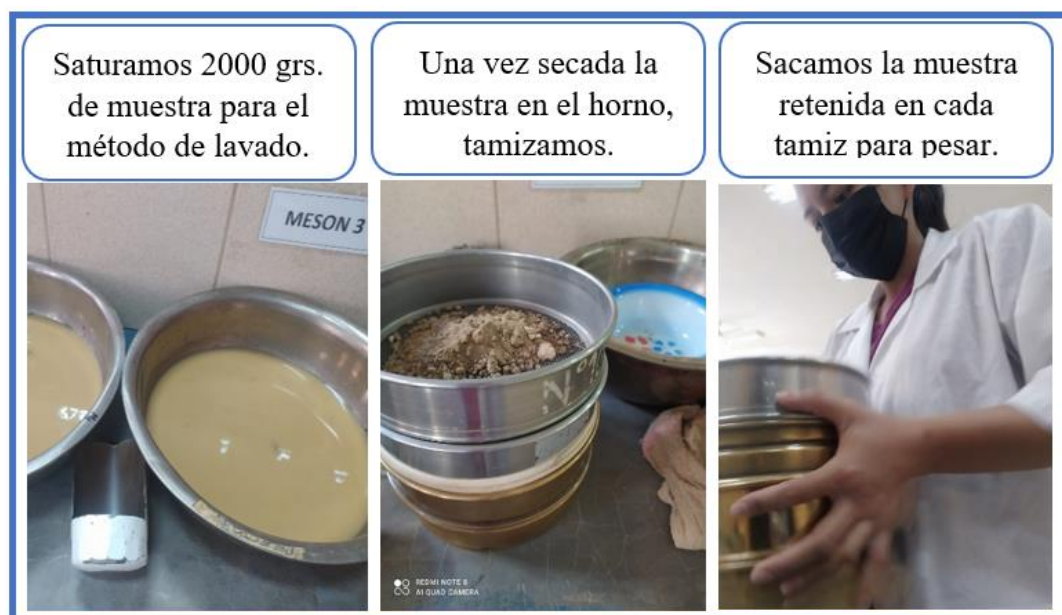 Saturamos 2000 grs.
de muestra para el
método de lavado.
Una vez secada la
muestra en el horno,
tamizamos.
Sacamos la muestra
retenida en cada
tamiz para pesar.
MESON 3
REDMI NOTE 8
AI QUAD CAMERA